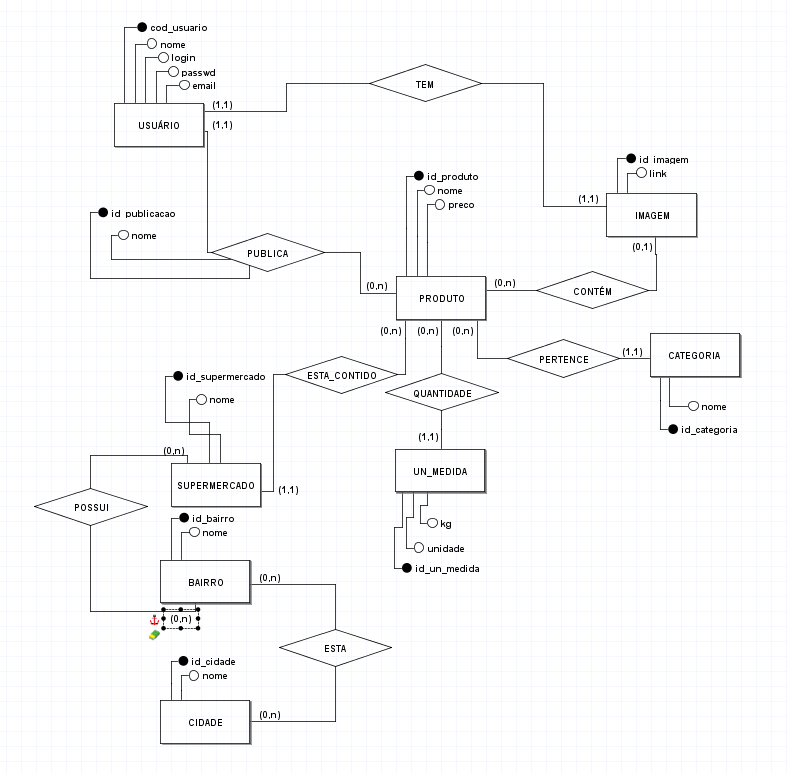 cod_usuario
nome
login
passwd
email
USUÁRIO
(1,1)
(1,1)
TEM
id_imagem
link
(1,1)
IMAGEM
(0,1)
id_produto
nome
preco
id_publicacao
nome
PUBLICA
(0,n)
PRODUTO
(0,n)
CONTÉM
(0,n)
(0,n)
(0,n)
PERTENCE
(1,1)
CATEGORIA
nome
id_categoria
ESTA_CONTIDO
QUANTIDADE
(1,1)
id_supermercado
nome
(0,n)
SUPERMERCADO
(1,1)
UN_MEDIDA
kg
unidade
id_un_medida
POSSUI
id_bairro
nome
BAIRRO
(0,n)
(0,n)
ESTA
id_cidade
nome
CIDADE
(0,n)